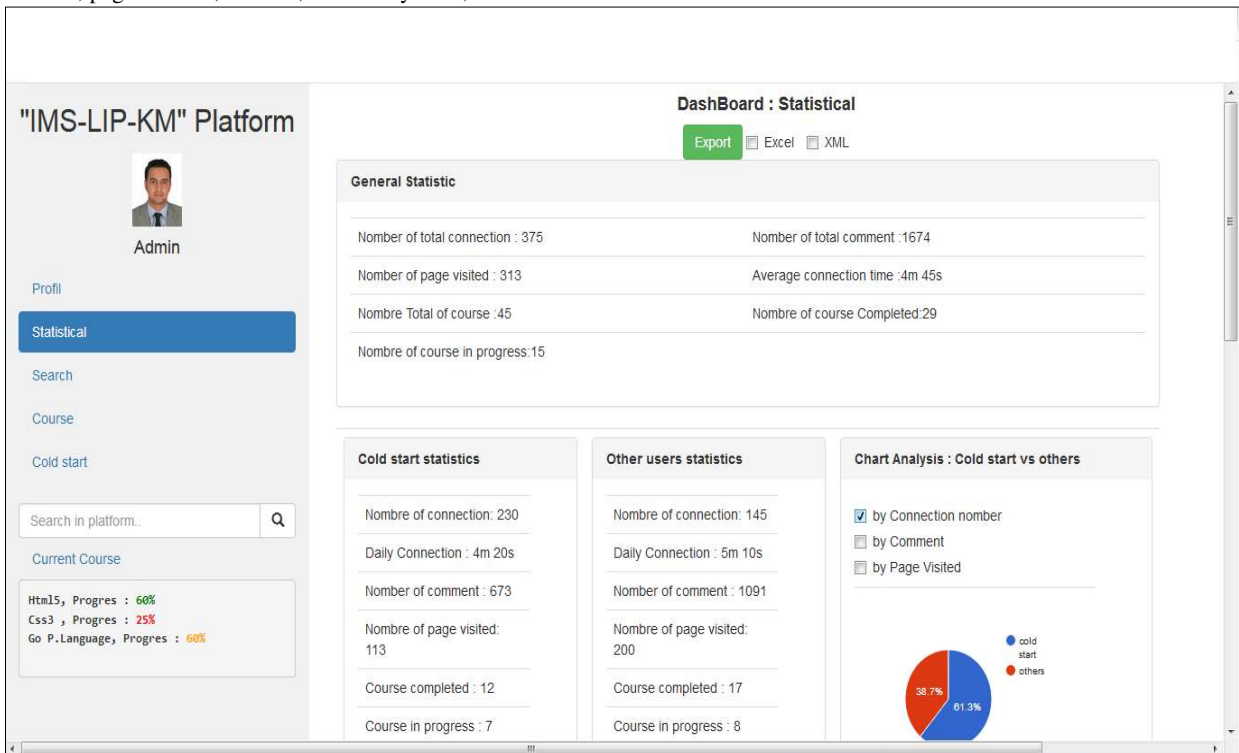 "IMS-LIP-KM" Platform
Admin
Profil
Statistical
Search
Course
Cold start
Search in platform..
Current Course
Html5, Progres : 60%
Css3 , Progres : 25%
Go P.Language, Progres : 60%
DashBoard : Statistical
Export Excel XML
General Statistic
Nomber of total connection : 375
Nomber of total comment :1674
Nomber of page visited : 313
Average connection time :4m 45s
Nombre Total of course :45
Nombre of course Completed:29
Nombre of course in progress:15
Cold start statistics
Nombre of connection: 230
Daily Connection : 4m 20s
Nomber of comment : 673
Nombre of page visited:
113
Course completed : 12
Course in progress : 7
Other users statistics
Nombre of connection: 145
Daily Connection : 5m 10s
Nomber of comment : 1091
Nombre of page visited:
200
Course completed : 17
Course in progress : 8
Chart Analysis : Cold start vs others
by Connection nomber
by Comment
by Page Visited
cold
start
others
38.7%
61.3%